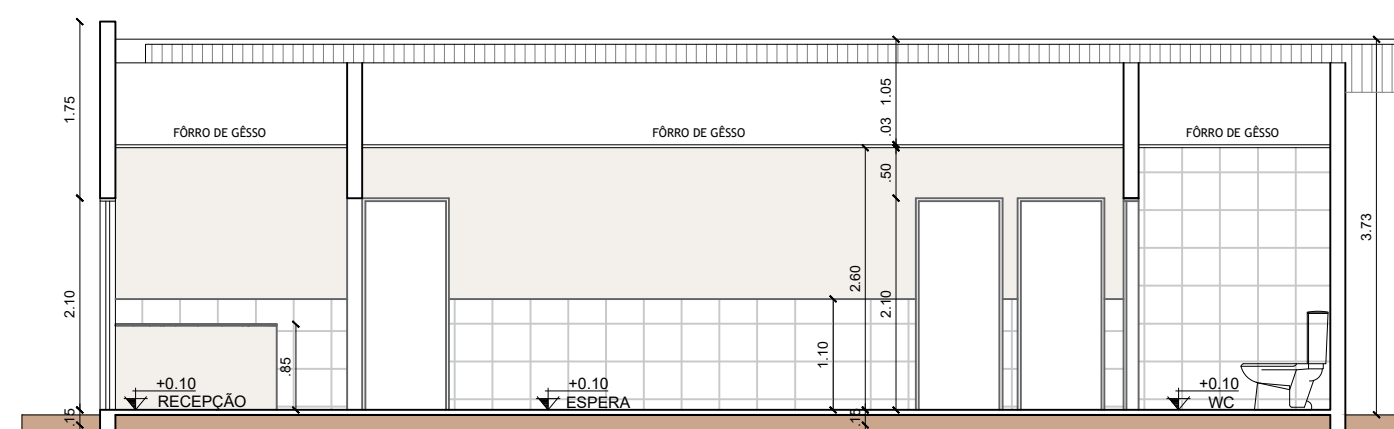 1.75
2.10
.15
FÔRRO DE GÊSSO
FÔRRO DE GÊSSO
FÔRRO DE GÊSSO
1.05
.03
.50
2.60
2.10
1.10
.85
3.73
+0.10
RECEPÇÃO
+0.10
ESPERA
+0.10
WC
.15